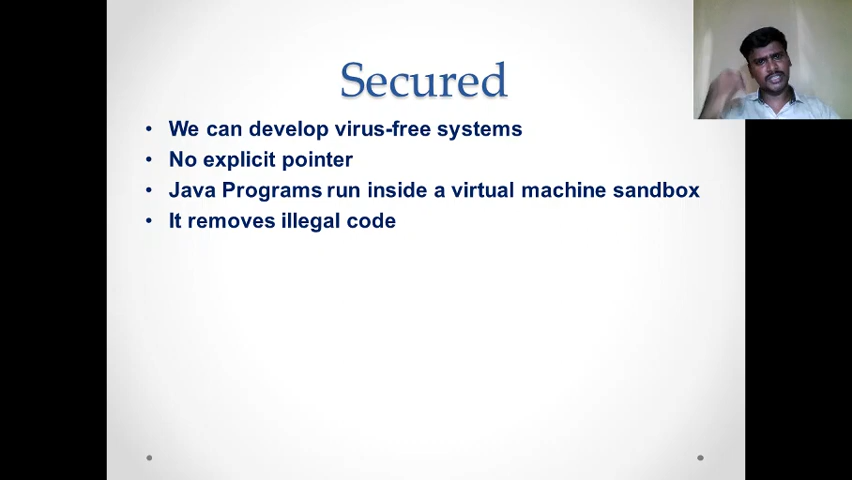 Secured
• We can develop virus-free systems
• No explicit pointer
• Java Programs run inside a virtual machine sandbox
• It removes illegal code